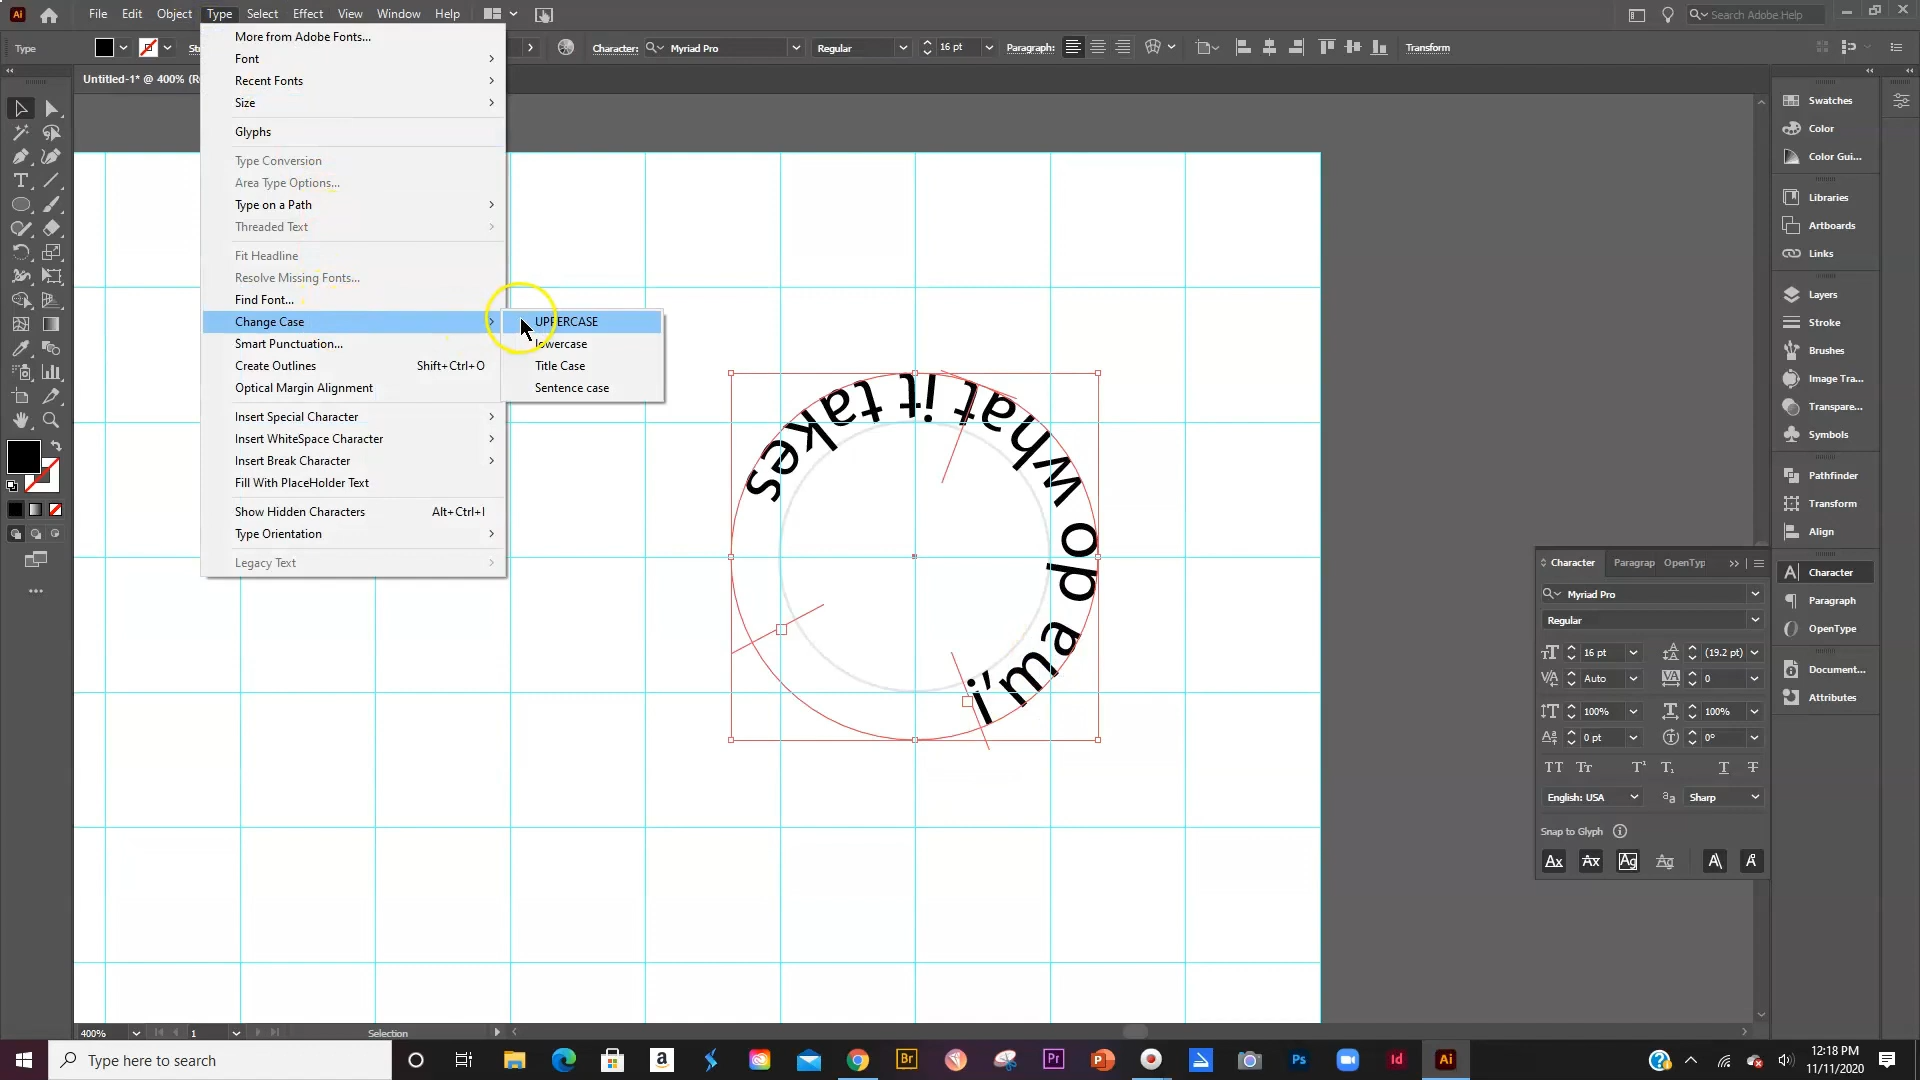 Ai File Edit Object Type Select Effect View Window Help Search Adobe Help
Type Character: Myriad Pro Regular 16 pt Paragraph: Transform
Untitled-1* @ 400%
More from Adobe Fonts...
Font
Recent Fonts
Size
Glyphs
Type Conversion
Area Type Options...
Type on a Path
Threaded Text
Fit Headline
Resolve Missing Fonts...
Find Font...
Change Case
Smart Punctuation...
Create Outlines Shift+Ctrl+O
Optical Margin Alignment
Insert Special Character
Insert WhiteSpace Character
Insert Break Character
Fill With PlaceHolder Text
Show Hidden Characters Alt+Ctrl+I
Type Orientation
Legacy Text
UPPERCASE
lowercase
Title Case
Sentence case
i'ma do what it takes
Swatches
Color
Color Gui...
Libraries
Artboards
Links
Layers
Stroke
Brushes
Image Tra...
Transpare...
Symbols
Pathfinder
Transform
Align
Character
Paragraph
OpenType
Document...
Attributes
Character Paragrap OpenTyp
Myriad Pro
Regular
16 pt (19.2 pt)
Auto 0
100% 100%
0 pt 0°
English: USA Sharp
Snap to Glyph
400% 1 Selection
Type here to search
Br Pr Ps Id Ai
12:18 PM
11/11/2020